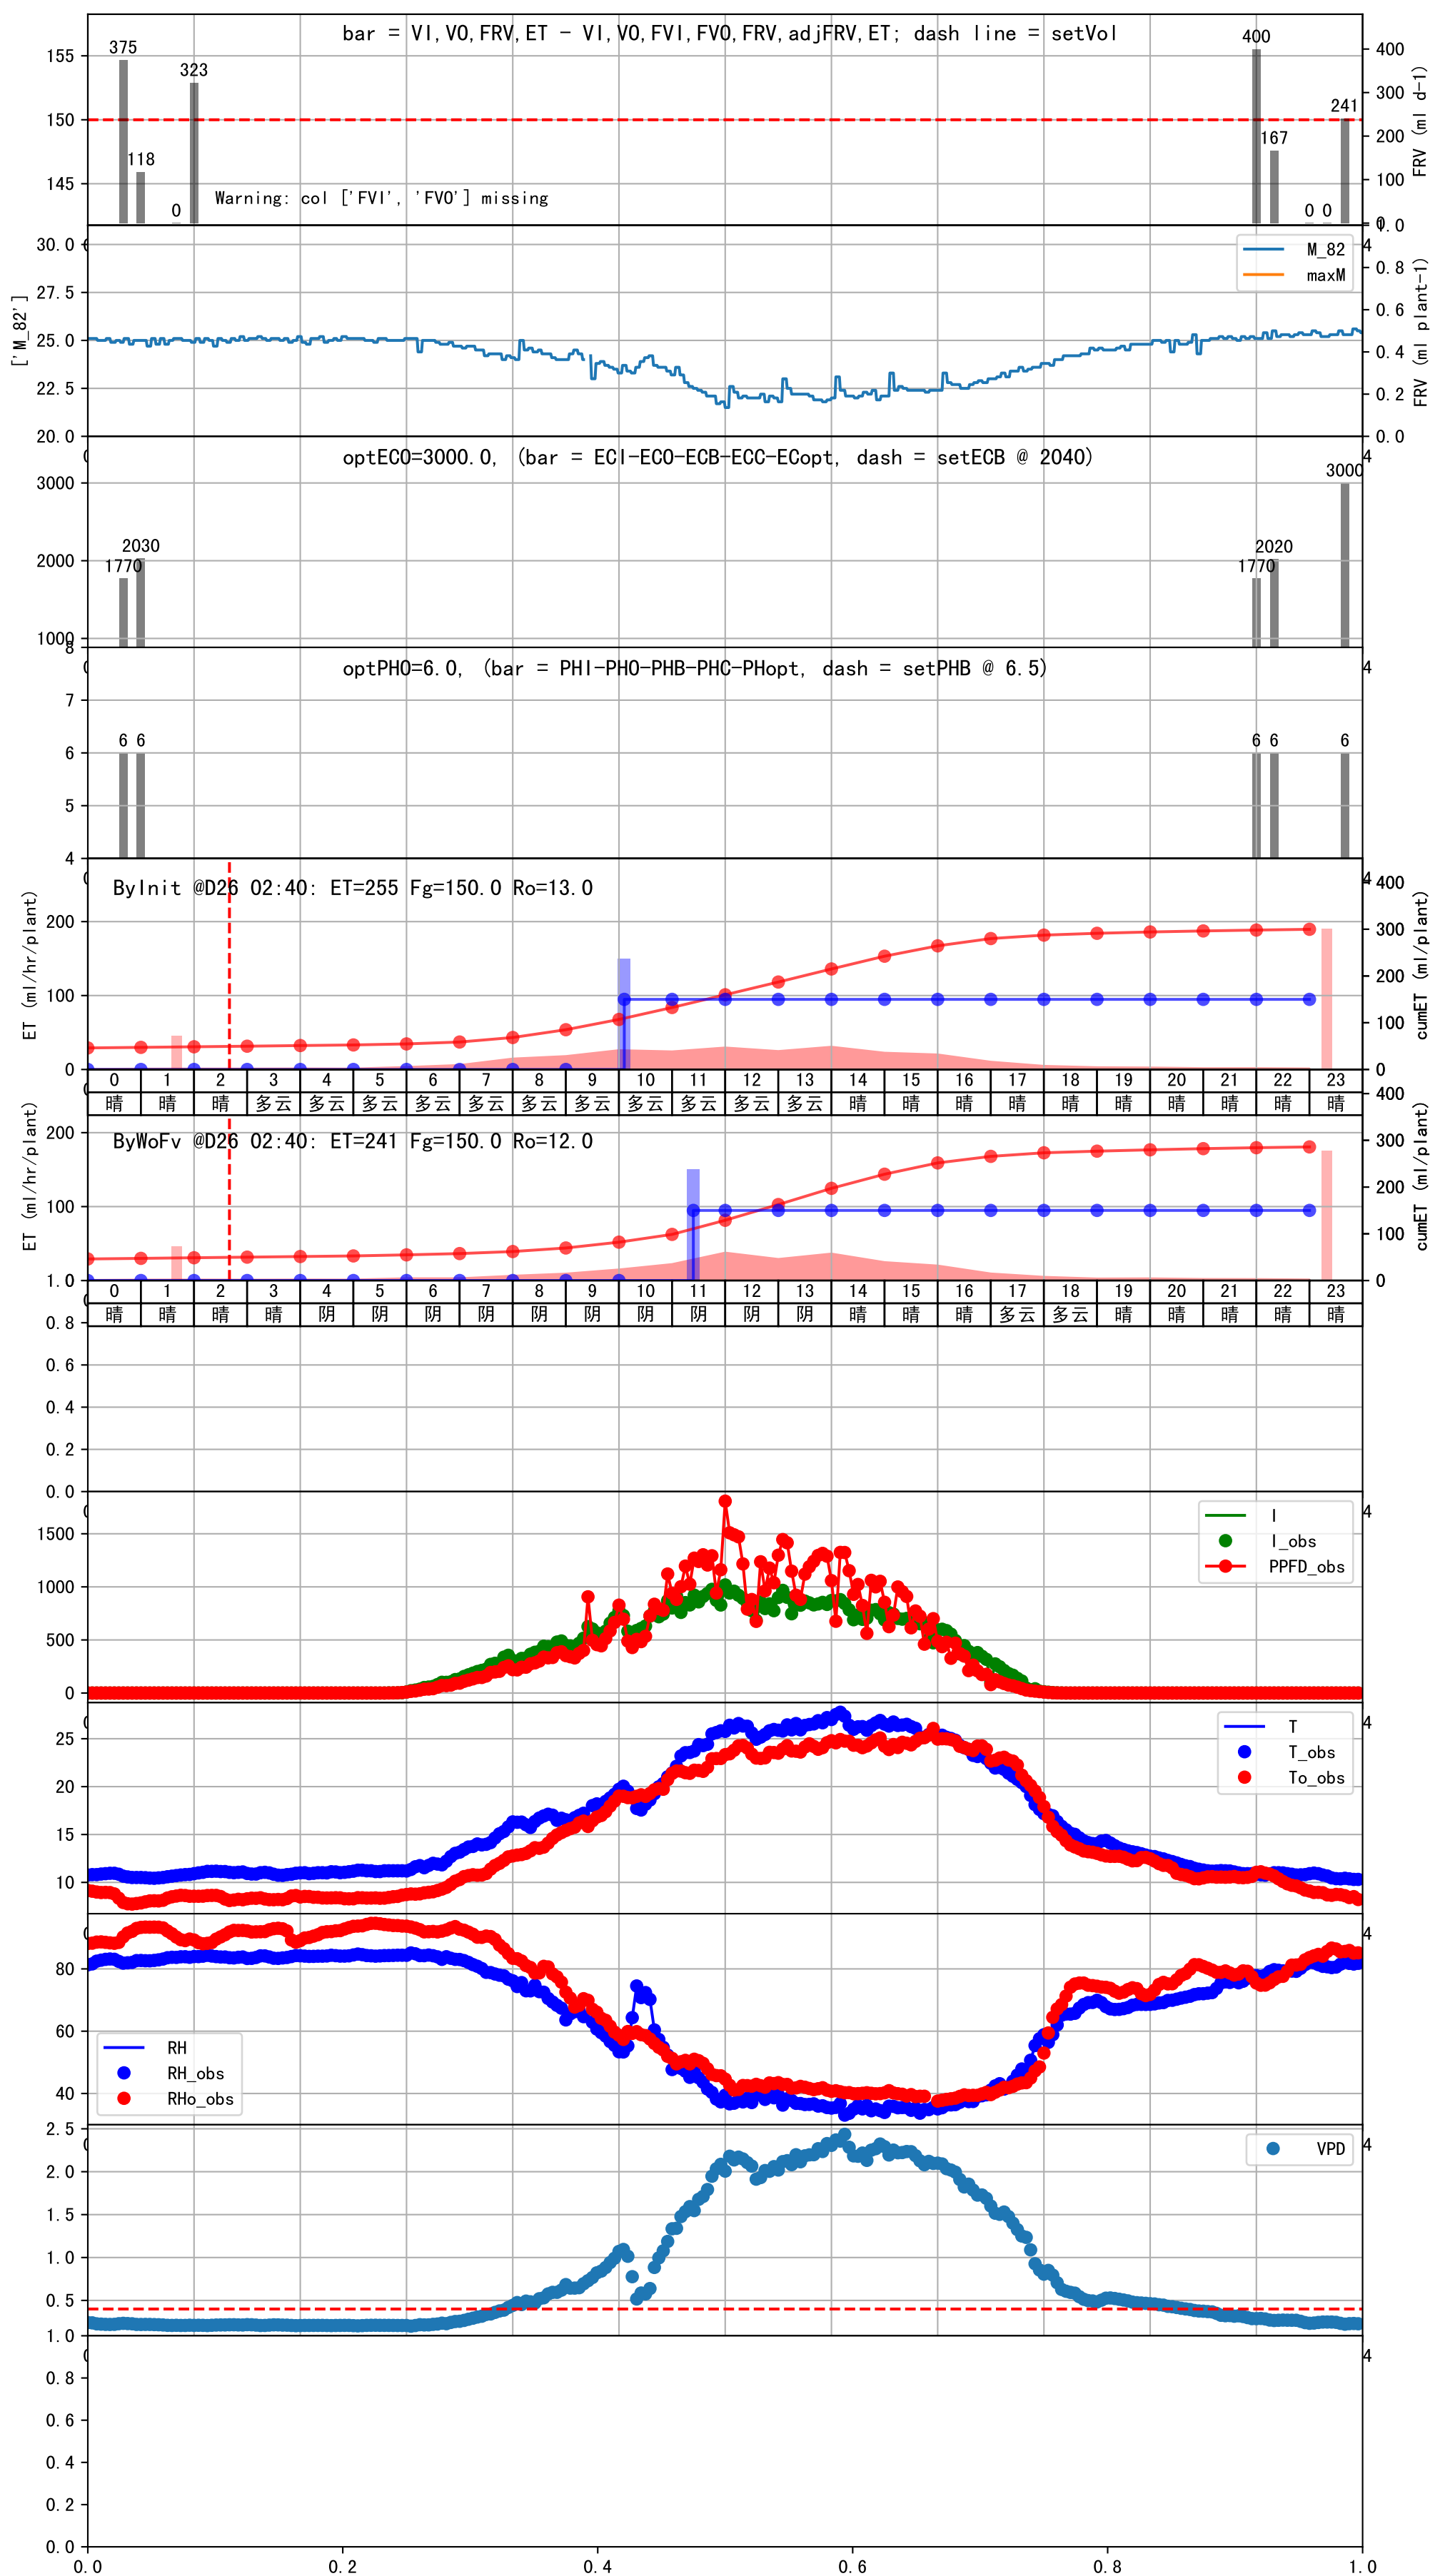 bar = VI,VO,FRV,ET - VI,VO,FVI,FVO,FRV,adjFRV,ET; dash line = setVol
375
118
0
323
400
167
0
0
241
155
150
145
400
300
200
100
0
FRV (ml d-1)
Warning: col ['FVI', 'FVO'] missing
['M_82']
30.0
27.5
25.0
22.5
20.0
M_82
maxM
1.0
0.8
0.6
0.4
0.2
0.0
FRV (ml plant-1)
optECO=3000.0, (bar = ECI-ECO-ECB-ECC-ECopt, dash = setECB @ 2040)
3000
2000
1000
1770
2030
1770
2020
3000
optPHO=6.0, (bar = PHI-PHO-PHB-PHC-PHopt, dash = setPHB @ 6.5)
8
7
6
5
4
6
6
6
6
6
ByInit @D26 02:40: ET=255 Fg=150.0 Ro=13.0
ET (ml/hr/plant)
200
100
0
400
300
200
100
0
cumET (ml/plant)
0 1 2 3 4 5 6 7 8 9 10 11 12 13 14 15 16 17 18 19 20 21 22 23
晴 晴 晴 多云 多云 多云 多云 多云 多云 多云 多云 多云 多云 多云 晴 晴 晴 晴 晴 晴 晴 晴 晴 晴
ByWoFv @D26 02:40: ET=241 Fg=150.0 Ro=12.0
ET (ml/hr/plant)
200
100
400
300
200
100
0
cumET (ml/plant)
0 1 2 3 4 5 6 7 8 9 10 11 12 13 14 15 16 17 18 19 20 21 22 23
晴 晴 晴 晴 阴 阴 阴 阴 阴 阴 阴 阴 阴 阴 晴 晴 晴 多云 多云 晴 晴 晴 晴 晴
1.0
0.8
0.6
0.4
0.2
0.0
1500
1000
500
0
I
I_obs
PPFD_obs
25
20
15
10
T
T_obs
To_obs
80
60
40
RH
RH_obs
RHo_obs
2.5
2.0
1.5
1.0
0.5
VPD
1.0
0.8
0.6
0.4
0.2
0.0
0.0 0.2 0.4 0.6 0.8 1.0